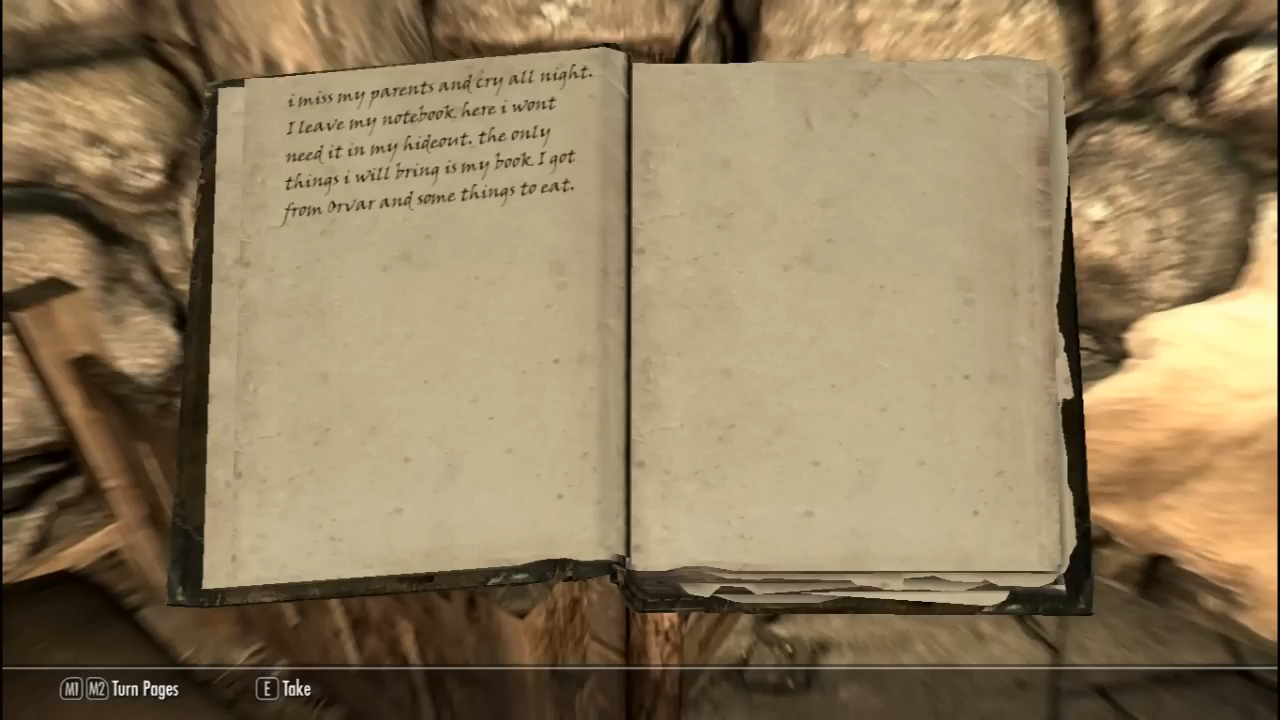 i miss my parents and cry all night.
I leave my notebook here i wont
need it in my hideout. the only
things i will bring is my book I got
from Orvar and some things to eat.
M1 M2 Turn Pages
E Take